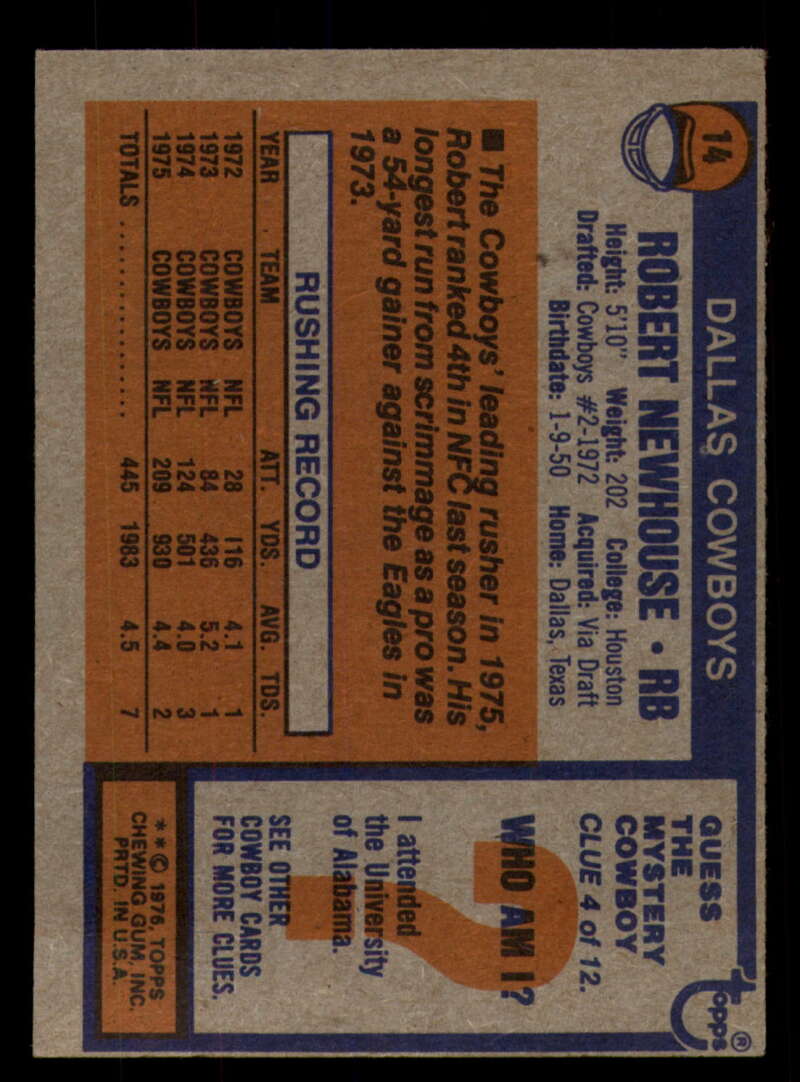 14
DALLAS COWBOYS
ROBERT NEWHOUSE • RB
Height: 5'10" Weight: 202 College: Houston
Drafted: Cowboys #2-1972 Acquired: Via Draft
Birthdate: 1-9-50 Home: Dallas, Texas
■ The Cowboys' leading rusher in 1975,
Robert ranked 4th in NFC last season. His
longest run from scrimmage as a pro was
a 54-yard gainer against the Eagles in
1973.
RUSHING RECORD
YEAR TEAM ATT. YDS. AVG. TDS.
1972 COWBOYS NFL 28 116 4.1 1
1973 COWBOYS NFL 84 436 5.2 1
1974 COWBOYS NFL 124 501 4.0 3
1975 COWBOYS NFL 209 930 4.4 2
TOTALS .............. 445 1983 4.5 7
topps®
GUESS
THE
MYSTERY
COWBOY
CLUE 4 of 12.
?
WHO AM I?
I attended
the University
of Alabama.
SEE OTHER
COWBOY CARDS
FOR MORE CLUES.
**© 1976, TOPPS
CHEWING GUM, INC.
PRTD. IN U.S.A.